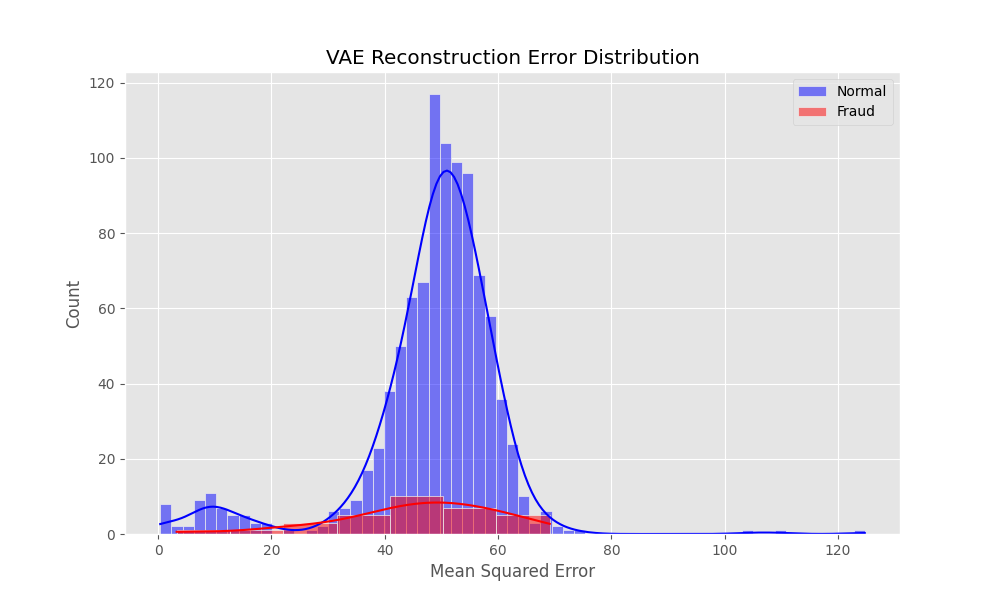 VAE Reconstruction Error Distribution
120
100
80
60
40
20
0
Count
Normal
Fraud
0 20 40 60 80 100 120
Mean Squared Error